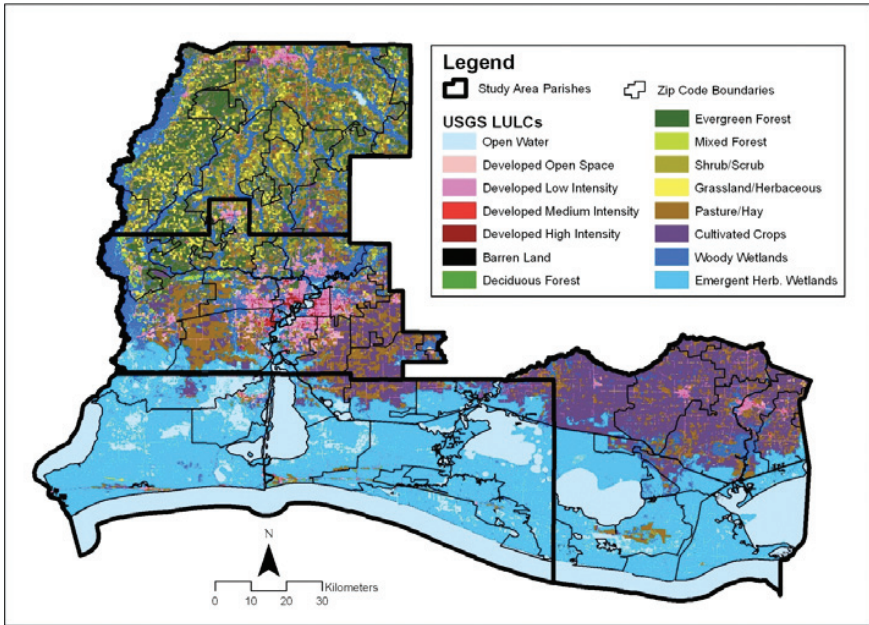 Legend
Study Area Parishes
Zip Code Boundaries
USGS LULCs
Open Water
Developed Open Space
Developed Low Intensity
Developed Medium Intensity
Developed High Intensity
Barren Land
Deciduous Forest
Evergreen Forest
Mixed Forest
Shrub/Scrub
Grassland/Herbaceous
Pasture/Hay
Cultivated Crops
Woody Wetlands
Emergent Herb. Wetlands
N
Kilometers
0 10 20 30